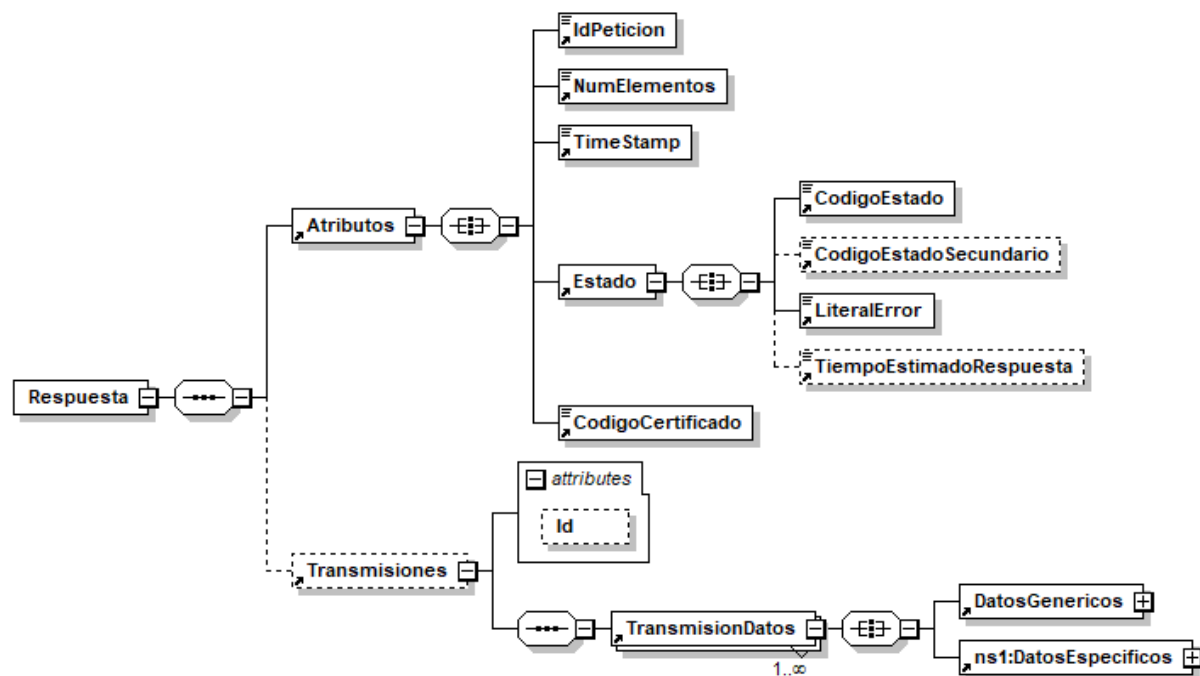 IdPeticion
NumElementos
TimeStamp
CodigoEstado
Atributos
CodigoEstadoSecundario
Estado
LiteralError
TiempoEstimadoRespuesta
Respuesta
CodigoCertificado
attributes
Id
Transmisiones
DatosGenericos
TransmisionDatos
1..∞
ns1:DatosEspecificos